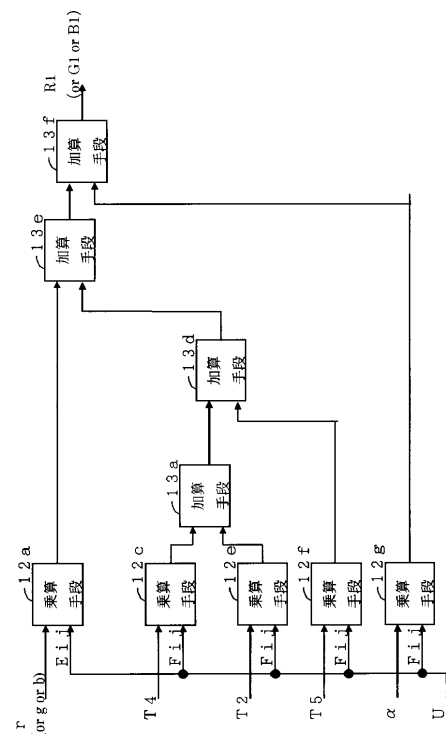 R1
(or G1 or B1)
13f
加算
手段
13e
加算
手段
13d
加算
手段
13a
加算
手段
12a
乗算
手段
12c
乗算
手段
12e
乗算
手段
12f
乗算
手段
12g
乗算
手段
r
(or g or b)
Eij
T4
Fij
T2
Fij
T5
Fij
α
Fij
U